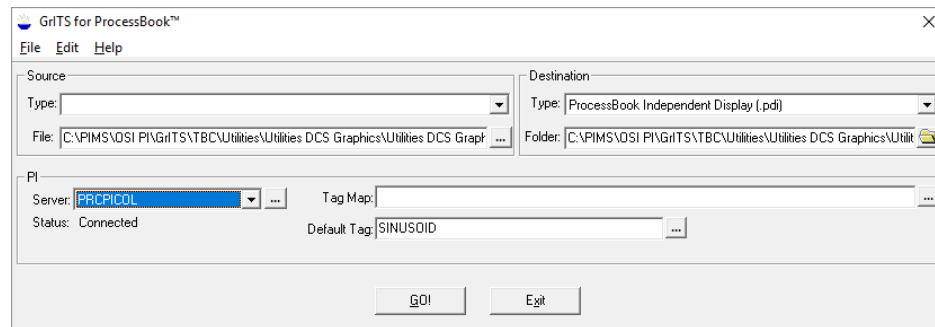 GrITS for ProcessBook™
File Edit Help
Source
Type:
File: C:\PIMS\OSI PI\GrITS\TBC\Utilities\Utilities DCS Graphics\Utilities DCS Graph ...
Destination
Type: ProcessBook Independent Display (.pdi)
Folder: C:\PIMS\OSI PI\GrITS\TBC\Utilities\Utilities DCS Graphics\Utilit
PI
Server: PRCPICOL ...
Tag Map: ...
Status: Connected
Default Tag: SINUSOID ...
GO! Exit